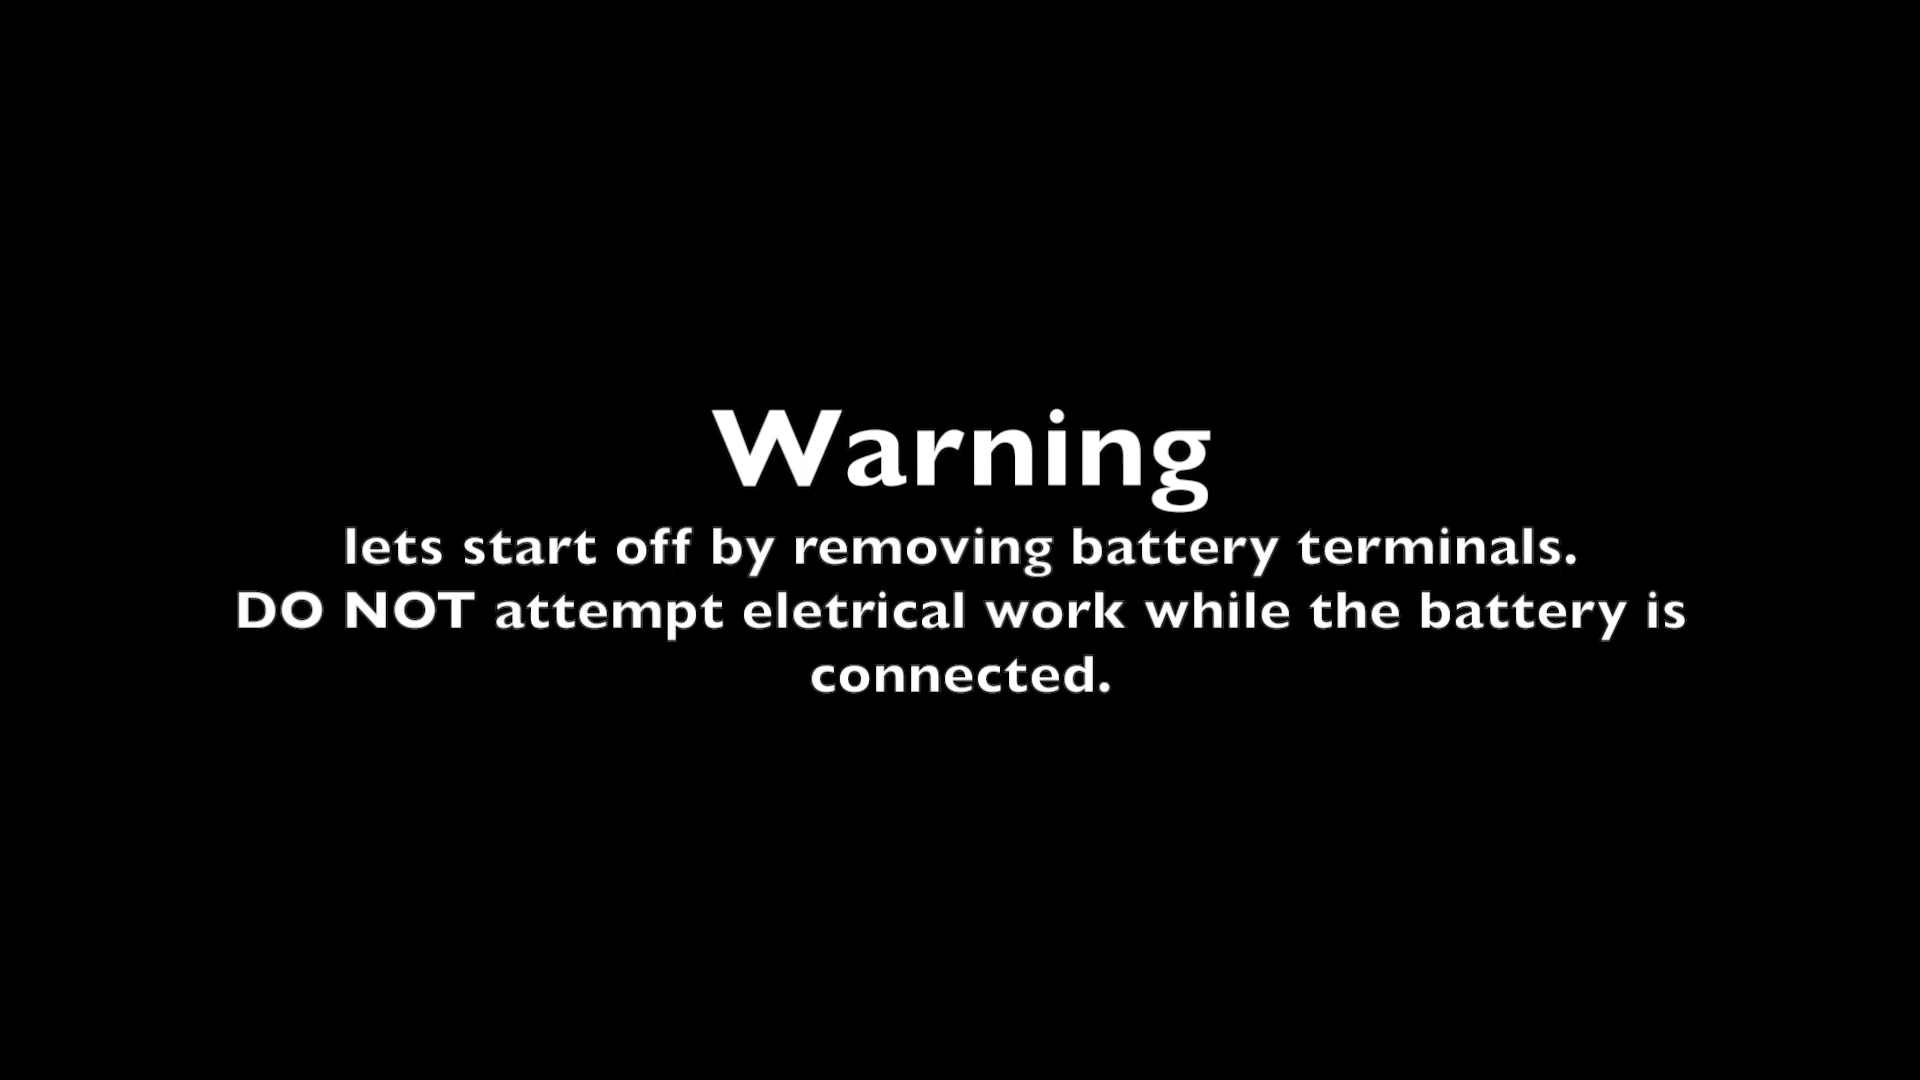 Warning
lets start off by removing battery terminals.
DO NOT attempt eletrical work while the battery is
connected.